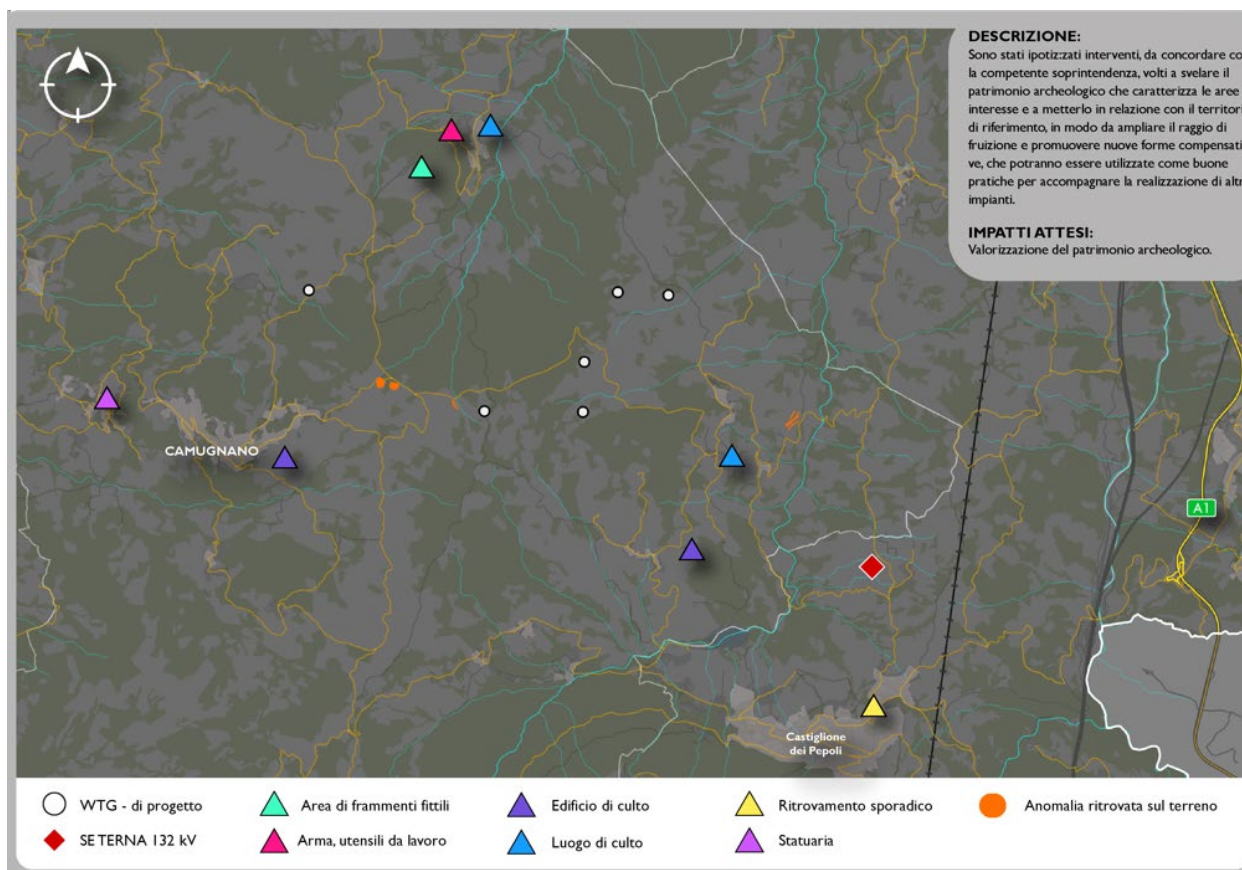 DESCRIZIONE:
Sono stati ipotizzati interventi, da concordare co
la competente soprintendenza, volti a svelare il
patrimonio archeologico che caratterizza le aree
interesse e a metterlo in relazione con il territori
di riferimento, in modo da ampliare il raggio di
fruizione e promuovere nuove forme compensati
ve, che potranno essere utilizzate come buone
pratiche per accompagnare la realizzazione di altr
impianti.
IMPATTI ATTESI:
Valorizzazione del patrimonio archeologico.
CAMUGNANO
A1
Castiglione
dei Pepoli
WTG - di progetto
Area di frammenti fittili
Edificio di culto
Ritrovamento sporadico
Anomalia ritrovata sul terreno
SE TERNA 132 kV
Arma, utensili da lavoro
Luogo di culto
Statuaria